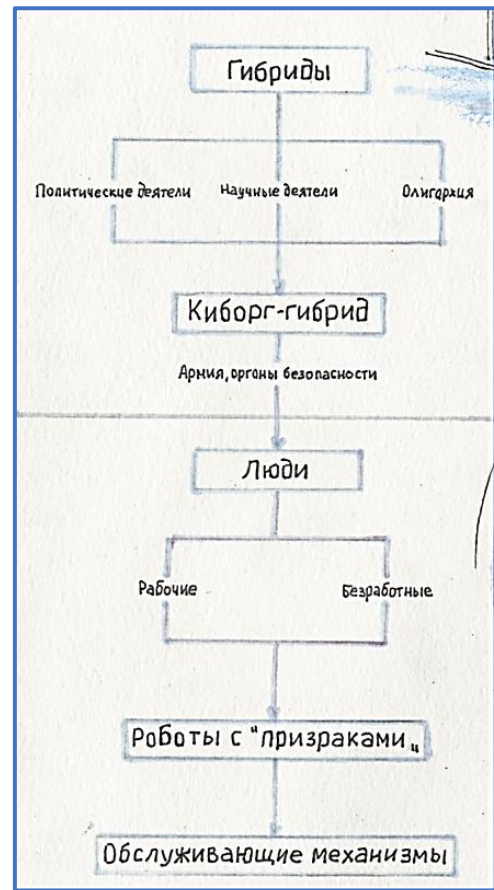 Гибриды
Политические деятели Научные деятели Олигархия
Киборг-гибрид
Армия, органы безопасности
Люди
Рабочие Безработные
Роботы с "призраками„
Обслуживающие механизмы